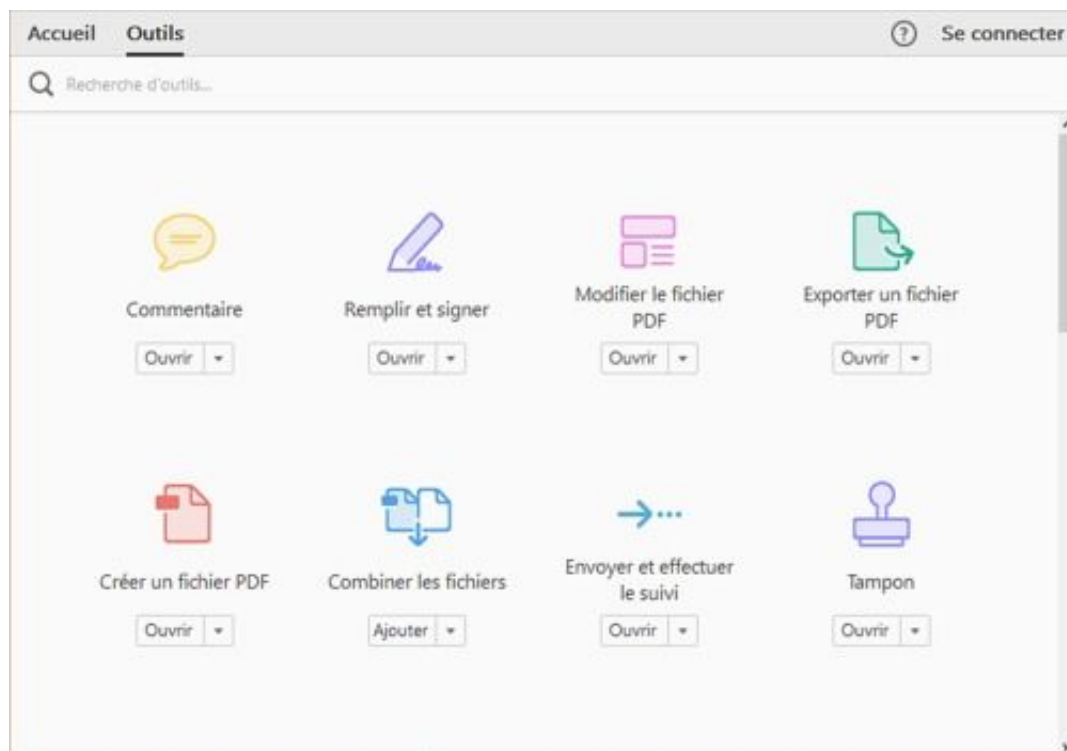 Accueil Outils ? Se connecter
Recherche d'outils...
Commentaire Remplir et signer Modifier le fichier PDF Exporter un fichier PDF
Ouvrir Ouvrir Ouvrir Ouvrir
Créer un fichier PDF Combiner les fichiers Envoyer et effectuer le suivi Tampon
Ouvrir Ajouter Ouvrir Ouvrir